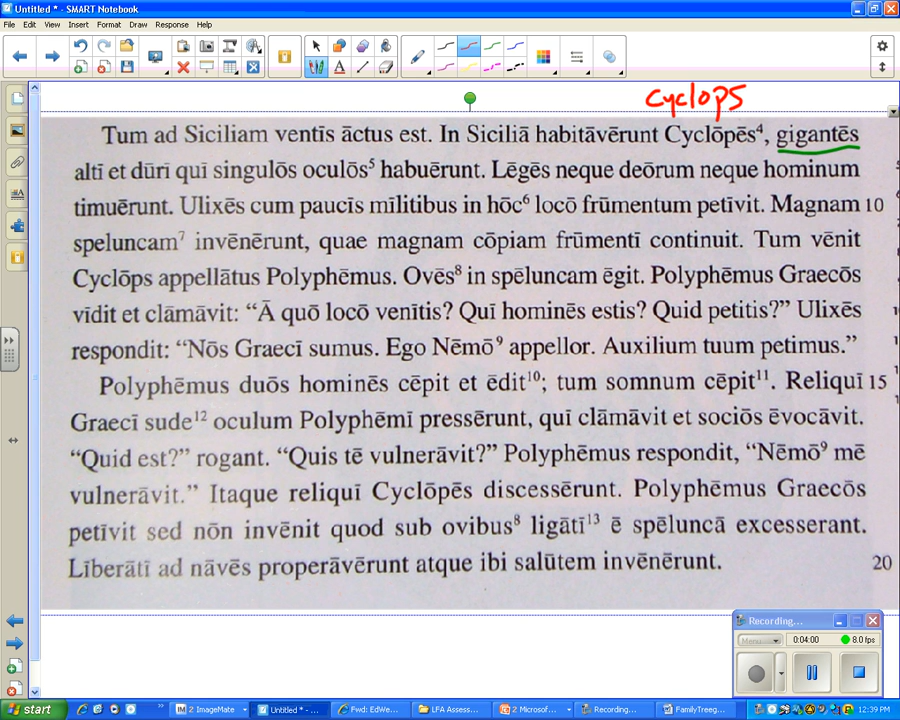 Untitled * - SMART Notebook
File Edit View Insert Format Draw Response Help
cyclops
Tum ad Siciliam ventīs āctus est. In Siciliā habitāvērunt Cyclōpēs⁴, gigantēs
altī et dūrī quī singulōs oculōs⁵ habuērunt. Lēgēs neque deōrum neque hominum
timuērunt. Ulixēs cum paucīs mīlitibus in hōc⁶ locō frūmentum petīvit. Magnam 10
speluncam⁷ invēnērunt, quae magnam cōpiam frūmentī continuit. Tum vēnit
Cyclōps appellātus Polyphēmus. Ovēs⁸ in spēluncam ēgit. Polyphēmus Graecōs
vīdit et clāmāvit: “Ā quō locō venītis? Quī hominēs estis? Quid petitis?” Ulixēs
respondit: “Nōs Graecī sumus. Ego Nēmō⁹ appellor. Auxilium tuum petimus.”
Polyphēmus duōs hominēs cēpit et ēdit¹⁰; tum somnum cēpit¹¹. Reliquī 15
Graecī sude¹² oculum Polyphēmī pressērunt, quī clāmāvit et sociōs ēvocāvit.
“Quid est?” rogant. “Quis tē vulnerāvit?” Polyphēmus respondit, “Nēmō⁹ mē
vulnerāvit.” Itaque reliquī Cyclōpēs discessērunt. Polyphēmus Graecōs
petīvit sed nōn invēnit quod sub ovibus⁸ ligātī¹³ ē spēluncā excesserant.
Līberātī ad nāvēs properāvērunt atque ibi salūtem invēnērunt. 20
Recording...
Menu 0:04:00 8.0 fps
start 2 ImageMate Untitled * - ... Fwd: EdWe... LFA Assess... 2 Microsof... Recording... FamilyTreeg... 12:39 PM